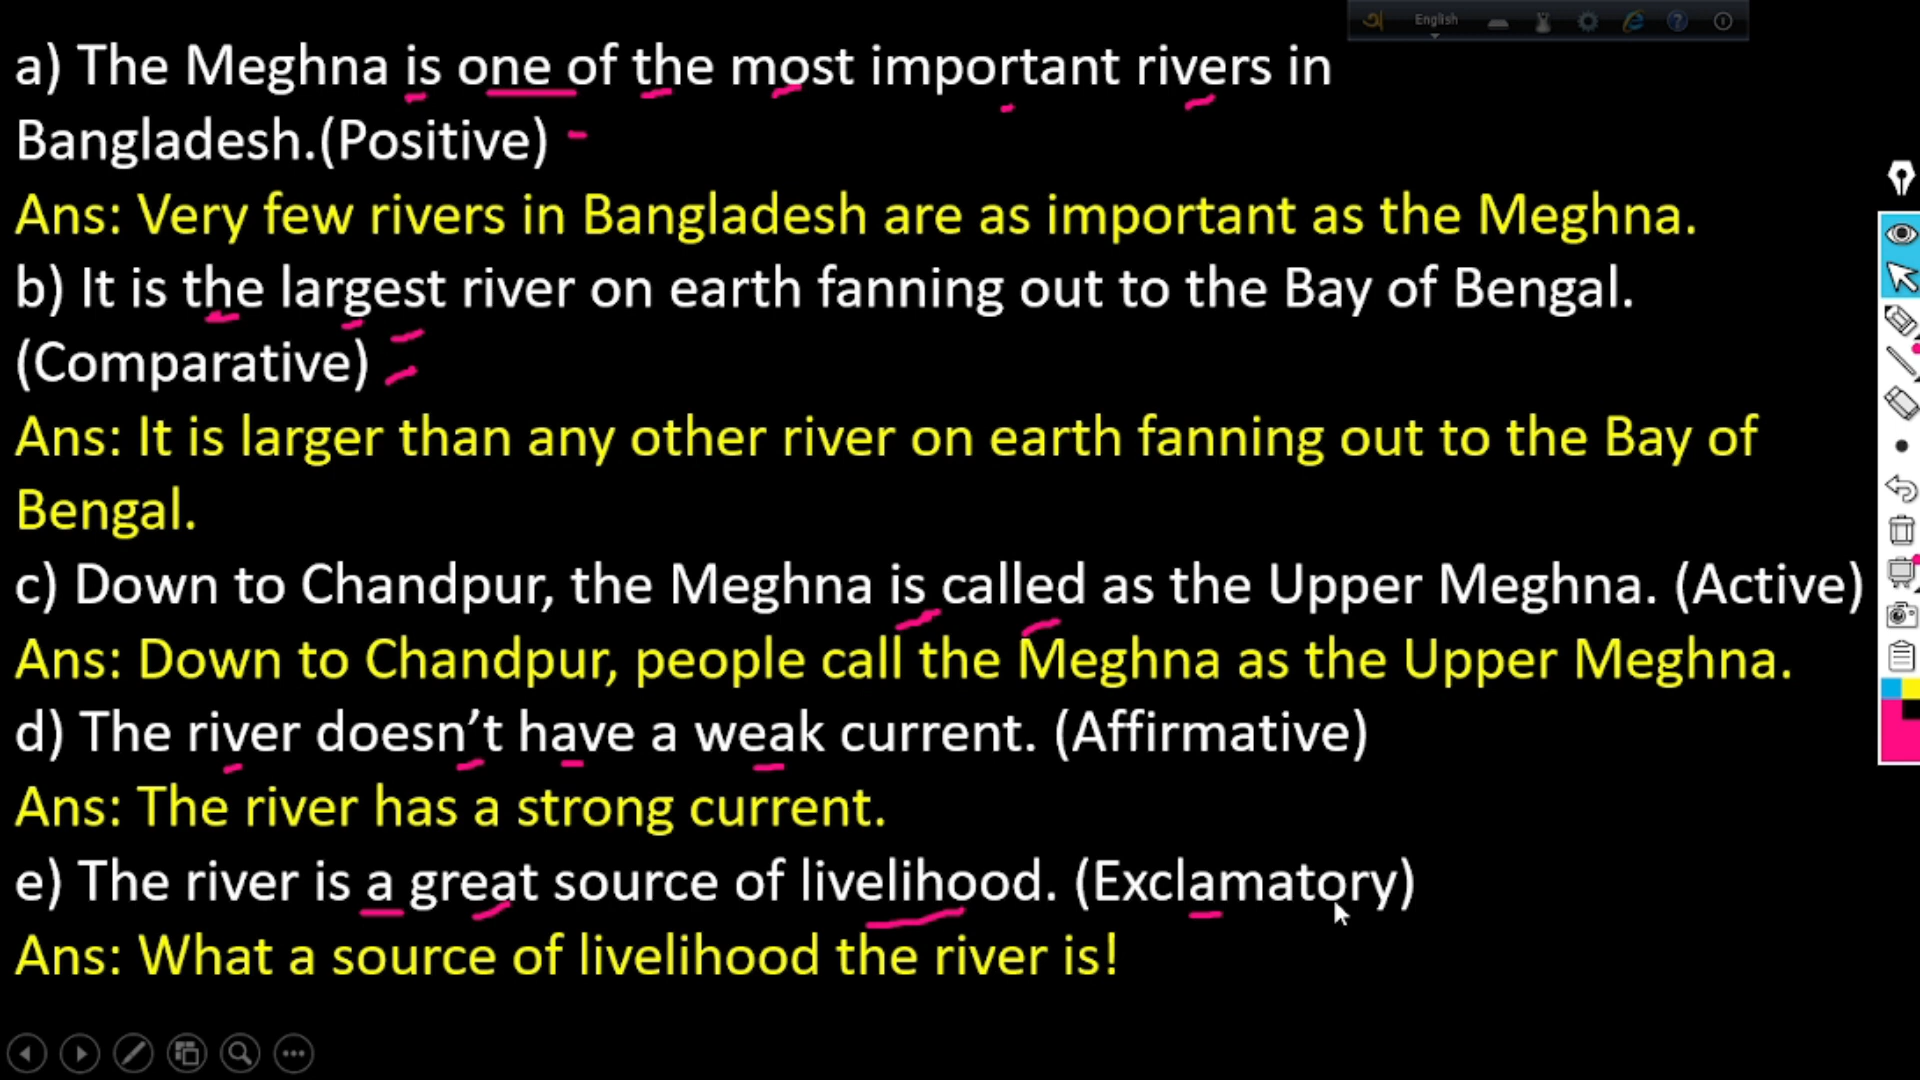 অ English
a) The Meghna is one of the most important rivers in
Bangladesh.(Positive)
Ans: Very few rivers in Bangladesh are as important as the Meghna.
b) It is the largest river on earth fanning out to the Bay of Bengal.
(Comparative)
Ans: It is larger than any other river on earth fanning out to the Bay of
Bengal.
c) Down to Chandpur, the Meghna is called as the Upper Meghna. (Active)
Ans: Down to Chandpur, people call the Meghna as the Upper Meghna.
d) The river doesn’t have a weak current. (Affirmative)
Ans: The river has a strong current.
e) The river is a great source of livelihood. (Exclamatory)
Ans: What a source of livelihood the river is!